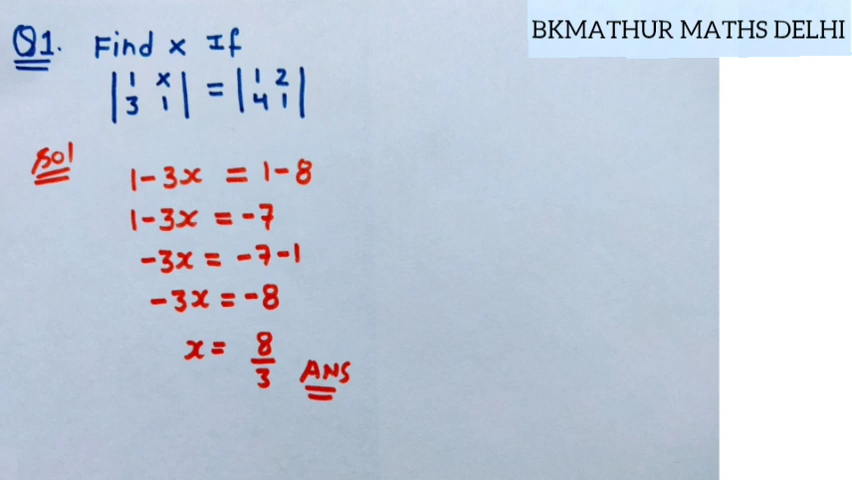 BKMATHUR MATHS DELHI
Q1. Find x If
|1 x| = |1 2|
|3 1| |4 1|
Sol
1-3x = 1-8
1-3x = -7
-3x = -7-1
-3x = -8
x = 8/3 ANS